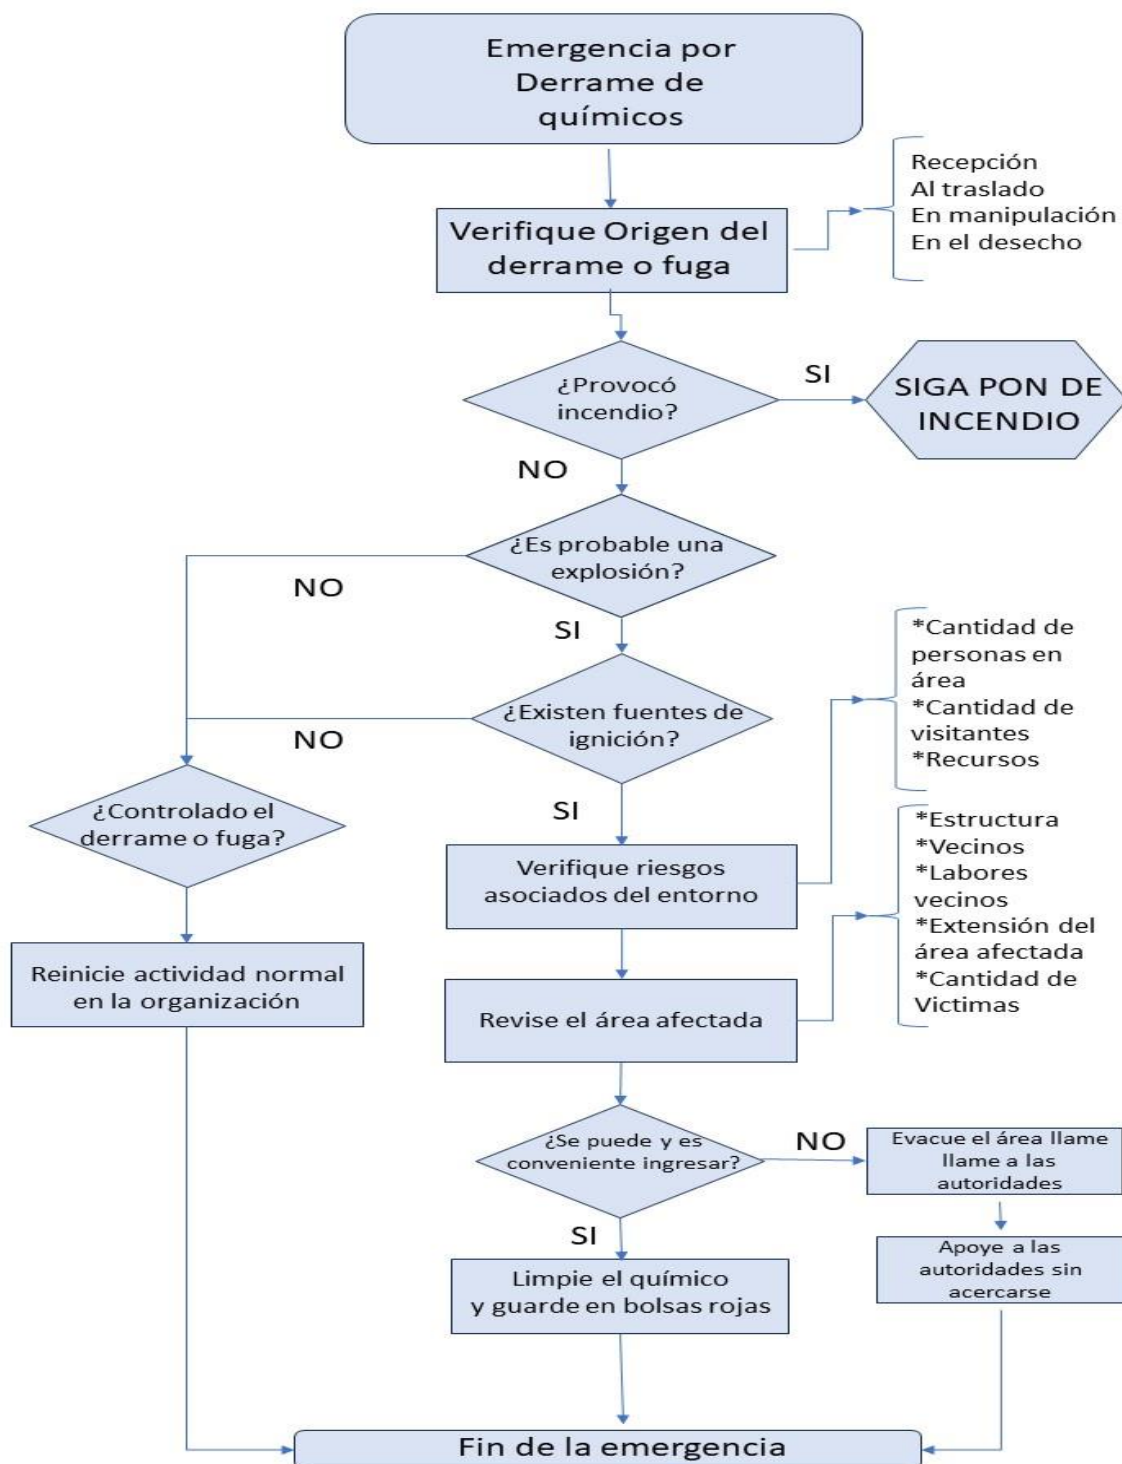 Emergencia por
Derrame de
químicos
Recepción
Al traslado
En manipulación
En el desecho
Verifique Origen del
derrame o fuga
¿Provocó
incendio?
SI
SIGA PON DE
INCENDIO
NO
¿Es probable una
explosión?
NO
SI
*Cantidad de
personas en
área
*Cantidad de
visitantes
*Recursos
¿Existen fuentes de
ignición?
NO
SI
¿Controlado el
derrame o fuga?
*Estructura
*Vecinos
*Labores
vecinos
*Extensión del
área afectada
*Cantidad de
Victimas
Verifique riesgos
asociados del entorno
Reinicie actividad normal
en la organización
Revise el área afectada
¿Se puede y es
conveniente ingresar?
NO
Evacue el área llame
llame a las
autoridades
SI
Apoye a las
autoridades sin
acercarse
Limpie el químico
y guarde en bolsas rojas
Fin de la emergencia